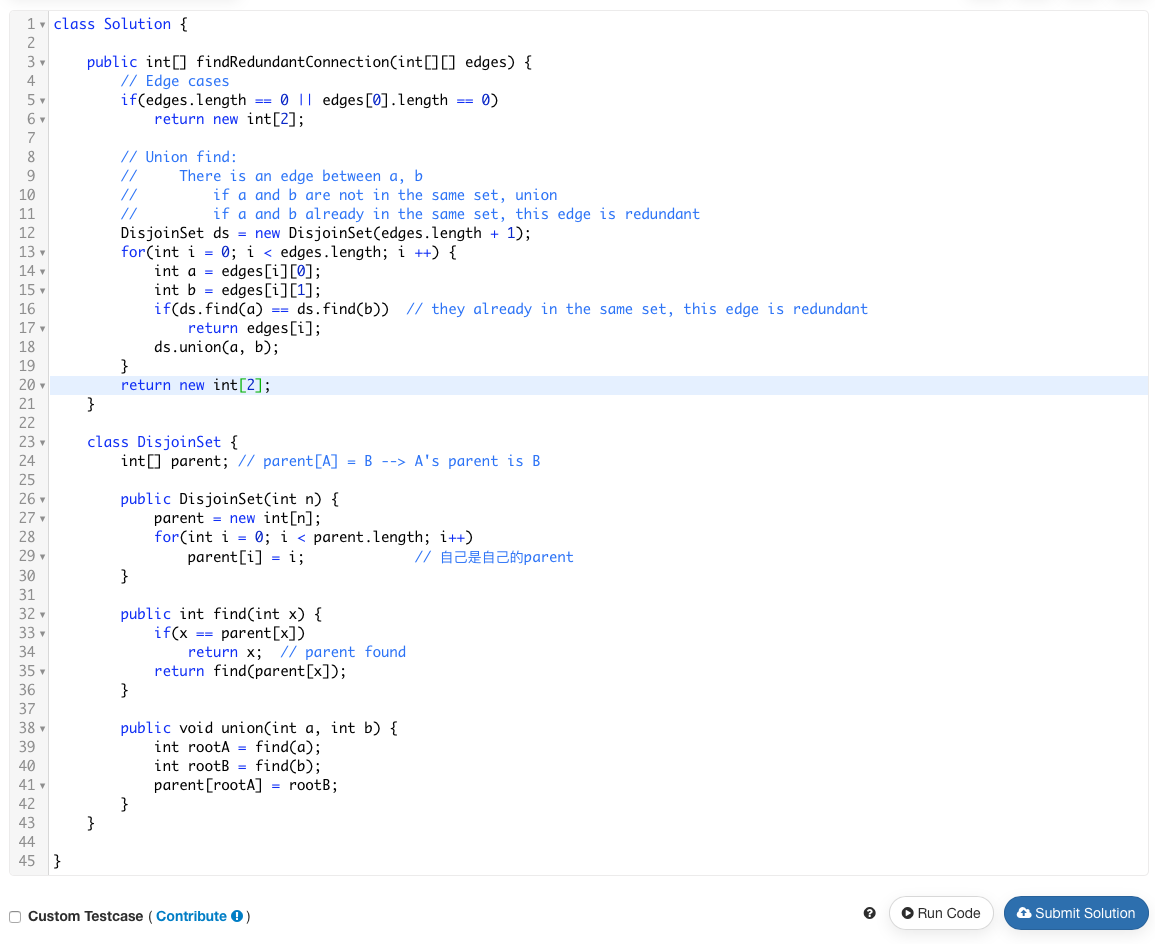 1 class Solution {
2
3     public int[] findRedundantConnection(int[][] edges) {
4         // Edge cases
5         if(edges.length == 0 || edges[0].length == 0)
6             return new int[2];
7
8         // Union find:
9         //     There is an edge between a, b
10         //         if a and b are not in the same set, union
11         //         if a and b already in the same set, this edge is redundant
12         DisjoinSet ds = new DisjoinSet(edges.length + 1);
13         for(int i = 0; i < edges.length; i ++) {
14             int a = edges[i][0];
15             int b = edges[i][1];
16             if(ds.find(a) == ds.find(b))  // they already in the same set, this edge is redundant
17                 return edges[i];
18             ds.union(a, b);
19         }
20         return new int[2];
21     }
22
23     class DisjoinSet {
24         int[] parent; // parent[A] = B --> A's parent is B
25
26         public DisjoinSet(int n) {
27             parent = new int[n];
28             for(int i = 0; i < parent.length; i++)
29                 parent[i] = i;             // 自己是自己的parent
30         }
31
32         public int find(int x) {
33             if(x == parent[x])
34                 return x;  // parent found
35             return find(parent[x]);
36         }
37
38         public void union(int a, int b) {
39             int rootA = find(a);
40             int rootB = find(b);
41             parent[rootA] = rootB;
42         }
43     }
44
45 }
Custom Testcase ( Contribute ) Run Code Submit Solution